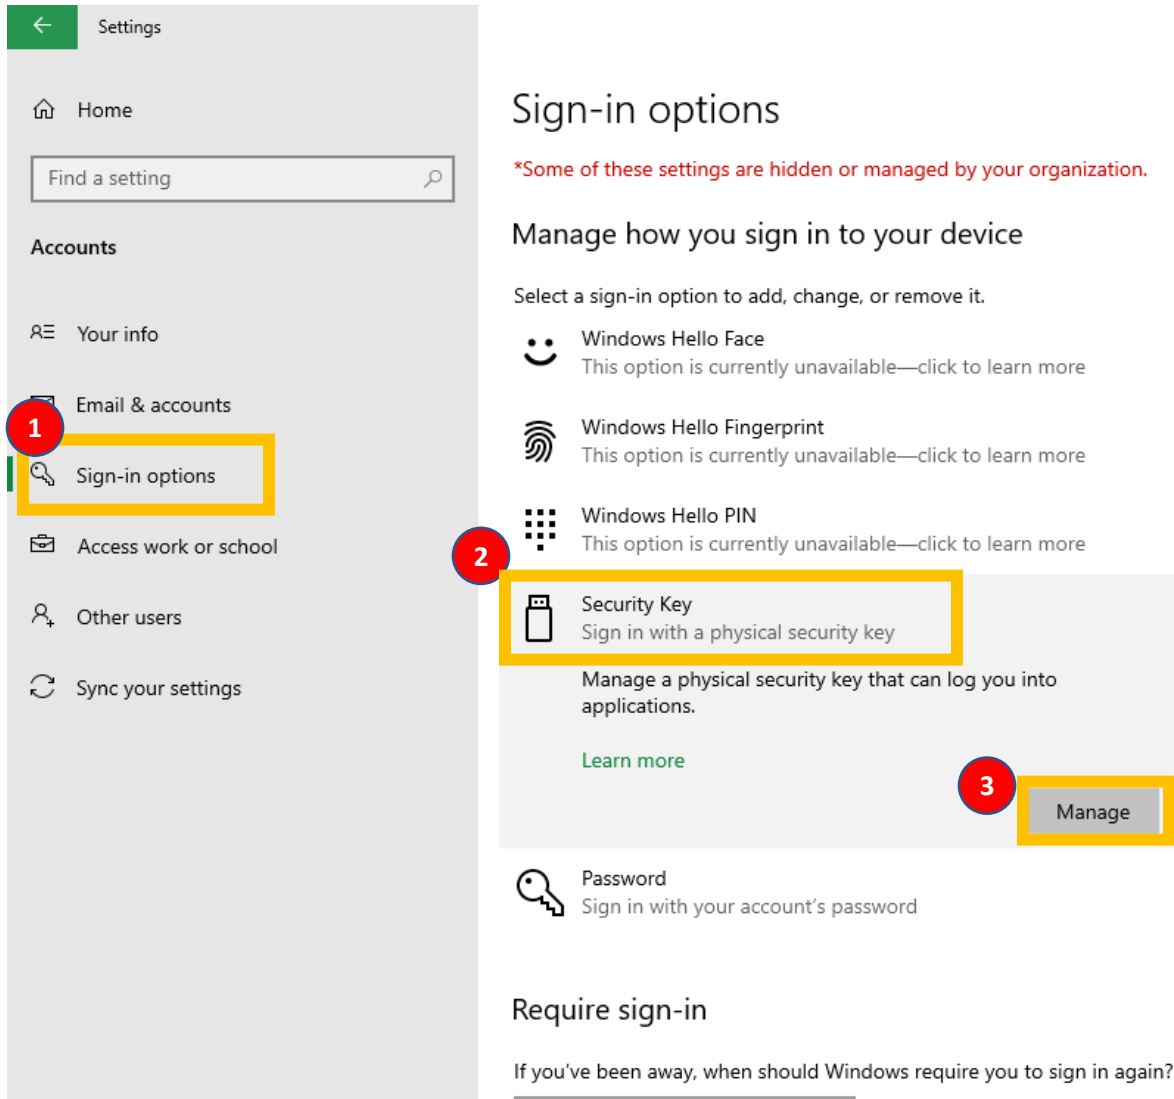 Settings
Home
Find a setting
Accounts
Your info
Email & accounts
1
Sign-in options
Access work or school
Other users
Sync your settings
Sign-in options
*Some of these settings are hidden or managed by your organization.
Manage how you sign in to your device
Select a sign-in option to add, change, or remove it.
Windows Hello Face
This option is currently unavailable—click to learn more
Windows Hello Fingerprint
This option is currently unavailable—click to learn more
Windows Hello PIN
This option is currently unavailable—click to learn more
2
Security Key
Sign in with a physical security key
Manage a physical security key that can log you into
applications.
Learn more
3
Manage
Password
Sign in with your account's password
Require sign-in
If you've been away, when should Windows require you to sign in again?